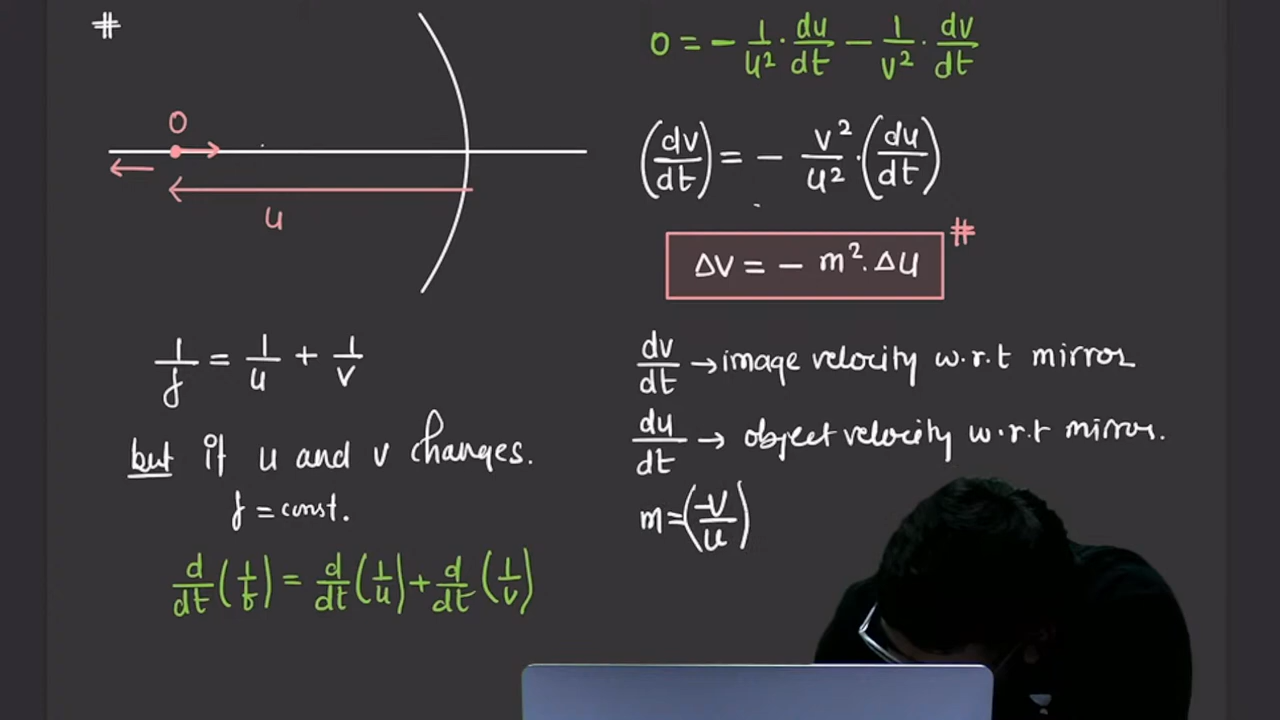 #
O
u
1/f = 1/u + 1/v
but if u and v changes.
f = const.
d/dt (1/f) = d/dt (1/u) + d/dt (1/v)
0 = - 1/u² · du/dt - 1/v² · dv/dt
(dv/dt) = - v²/u² · (du/dt)
Δv = - m² · Δu #
dv/dt → image velocity w.r.t mirror
du/dt → object velocity w.r.t mirror.
m = (-v/u)